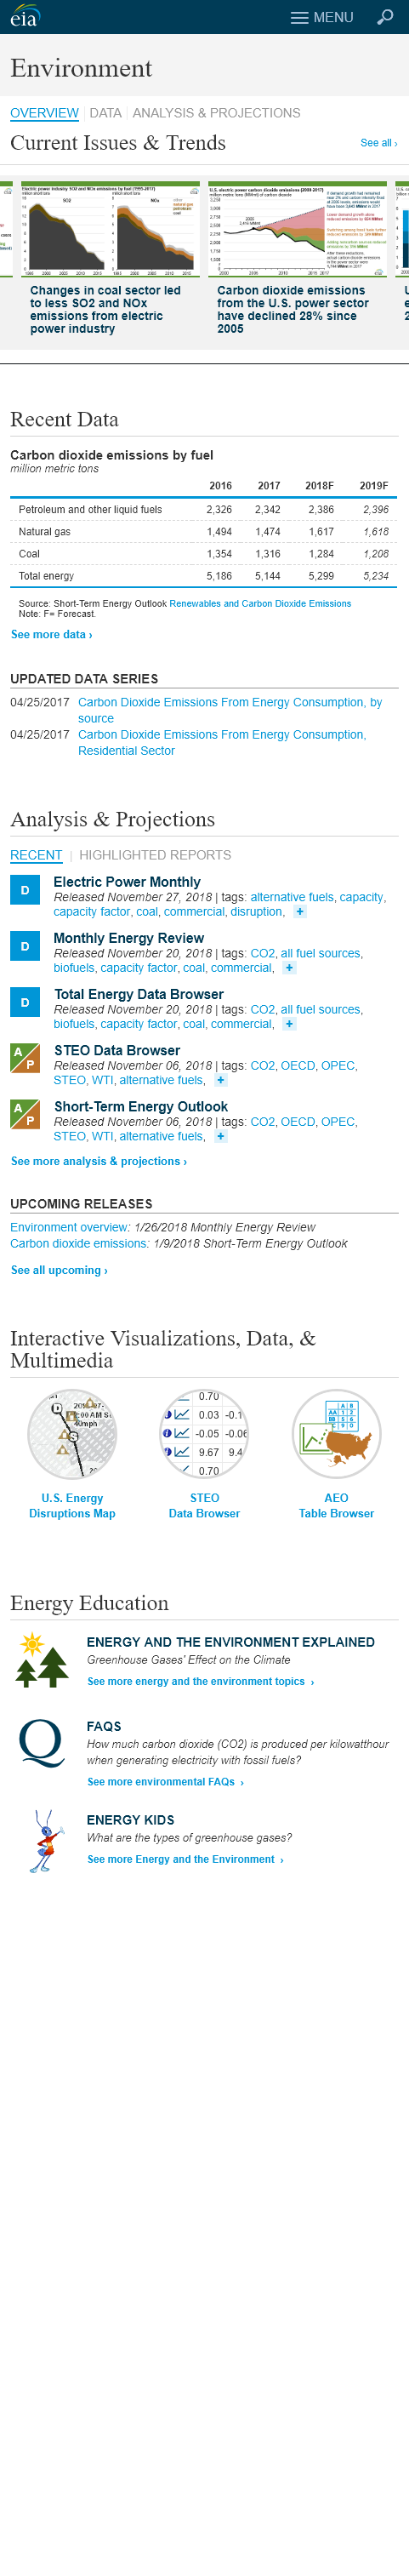 eia
MENU
Environment
OVERVIEW DATA ANALYSIS & PROJECTIONS
Current Issues & Trends
See all ›
Changes in coal sector led
to less SO2 and NOx
emissions from electric
power industry
Carbon dioxide emissions
from the U.S. power sector
have declined 28% since
2005
Recent Data
Carbon dioxide emissions by fuel
million metric tons
2016 2017 2018F 2019F
Petroleum and other liquid fuels 2,326 2,342 2,386 2,396
Natural gas 1,494 1,474 1,617 1,618
Coal 1,354 1,316 1,284 1,208
Total energy 5,186 5,144 5,299 5,234
Source: Short-Term Energy Outlook Renewables and Carbon Dioxide Emissions
Note: F= Forecast.
See more data ›
UPDATED DATA SERIES
04/25/2017 Carbon Dioxide Emissions From Energy Consumption, by
source
04/25/2017 Carbon Dioxide Emissions From Energy Consumption,
Residential Sector
Analysis & Projections
RECENT | HIGHLIGHTED REPORTS
D Electric Power Monthly
Released November 27, 2018 | tags: alternative fuels, capacity,
capacity factor, coal, commercial, disruption, +
D Monthly Energy Review
Released November 20, 2018 | tags: CO2, all fuel sources,
biofuels, capacity factor, coal, commercial, +
D Total Energy Data Browser
Released November 20, 2018 | tags: CO2, all fuel sources,
biofuels, capacity factor, coal, commercial, +
A P STEO Data Browser
Released November 06, 2018 | tags: CO2, OECD, OPEC,
STEO, WTI, alternative fuels, +
A P Short-Term Energy Outlook
Released November 06, 2018 | tags: CO2, OECD, OPEC,
STEO, WTI, alternative fuels, +
See more analysis & projections ›
UPCOMING RELEASES
Environment overview: 1/26/2018 Monthly Energy Review
Carbon dioxide emissions: 1/9/2018 Short-Term Energy Outlook
See all upcoming ›
Interactive Visualizations, Data, &
Multimedia
0.70
0.03 -0.1
-0.05 -0.06
9.67 9.4
0.70
U.S. Energy
Disruptions Map
STEO
Data Browser
AEO
Table Browser
Energy Education
ENERGY AND THE ENVIRONMENT EXPLAINED
Greenhouse Gases' Effect on the Climate
See more energy and the environment topics ›
Q
FAQS
How much carbon dioxide (CO2) is produced per kilowatthour
when generating electricity with fossil fuels?
See more environmental FAQs ›
ENERGY KIDS
What are the types of greenhouse gases?
See more Energy and the Environment ›